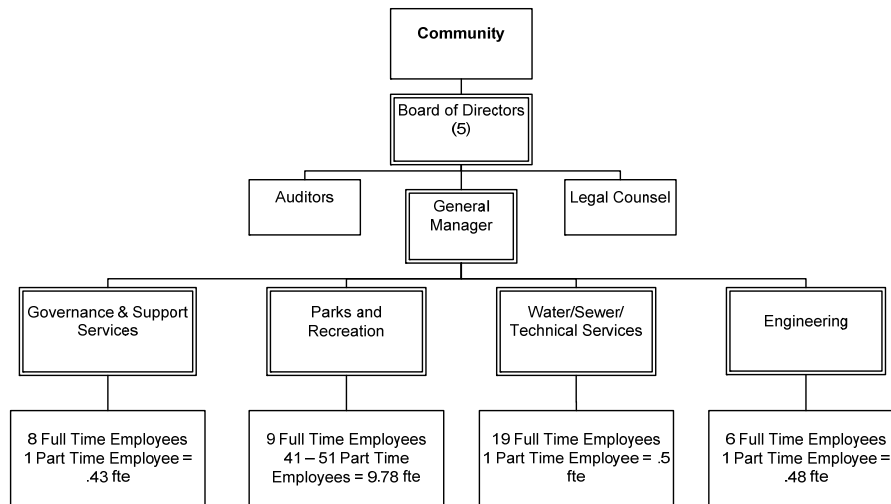 Community
Board of Directors
(5)
Auditors
General
Manager
Legal Counsel
Governance & Support
Services
Parks and
Recreation
Water/Sewer/
Technical Services
Engineering
8 Full Time Employees
1 Part Time Employee =
.43 fte
9 Full Time Employees
41 – 51 Part Time
Employees = 9.78 fte
19 Full Time Employees
1 Part Time Employee = .5
fte
6 Full Time Employees
1 Part Time Employee =
.48 fte